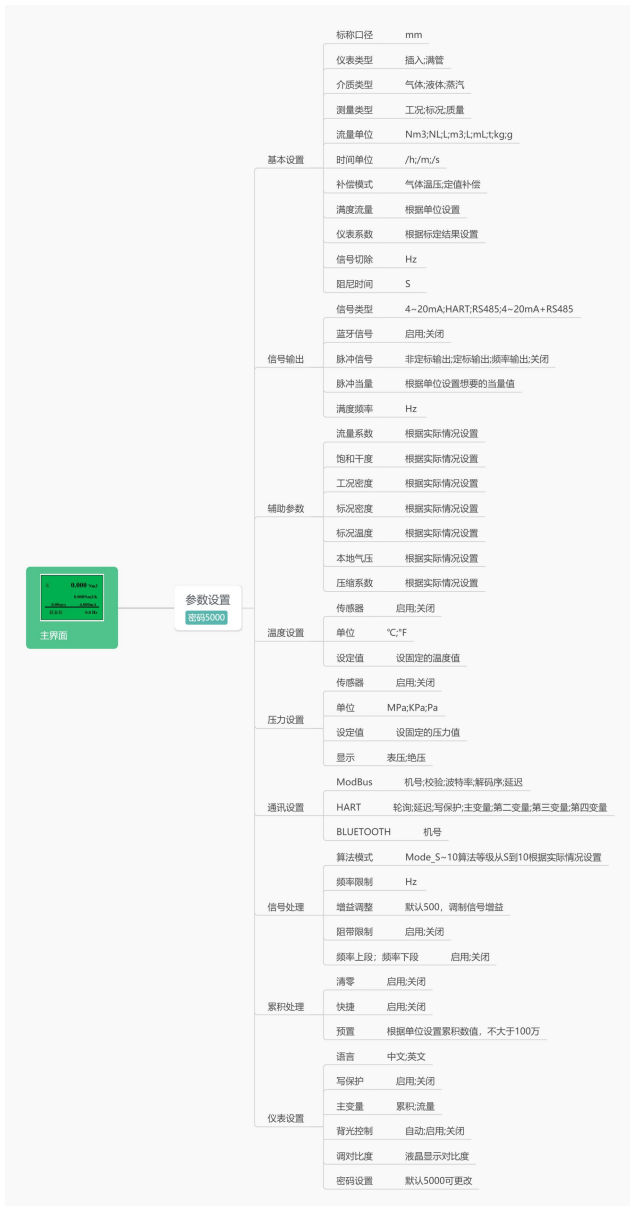 标称口径 mm
仪表类型 插入;满管
介质类型 气体;液体;蒸汽
测量类型 工况;标况;质量
流量单位 Nm3;NL;L;m3;L;mL;t;kg;g
基本设置 时间单位 /h;/m;/s
补偿模式 气体温压;定值补偿
满度流量 根据单位设置
仪表系数 根据标定结果设置
信号切除 Hz
阻尼时间 S
信号类型 4~20mA;HART;RS485;4~20mA+RS485
蓝牙信号 启用;关闭
信号输出 脉冲信号 非定标输出;定标输出;频率输出;关闭
脉冲当量 根据单位设置想要的当量值
满度频率 Hz
流量系数 根据实际情况设置
饱和干度 根据实际情况设置
工况密度 根据实际情况设置
辅助参数 标况密度 根据实际情况设置
标况温度 根据实际情况设置
本地气压 根据实际情况设置
压缩系数 根据实际情况设置
0.000 Nm3
主界面
参数设置
密码5000
传感器 启用;关闭
温度设置 单位 ℃;℉
设定值 设固定的温度值
传感器 启用;关闭
压力设置 单位 MPa;KPa;Pa
设定值 设固定的压力值
显示 表压;绝压
ModBus 机号;校验;波特率;解码序;延迟
通讯设置 HART 轮询;延迟;写保护;主变量;第二变量;第三变量;第四变量
BLUETOOTH 机号
算法模式 Mode_S~10算法等级从S到10根据实际情况设置
频率限制 Hz
信号处理 增益调整 默认500，调制信号增益
阻带限制 启用;关闭
频率上段；频率下段 启用;关闭
清零 启用;关闭
累积处理 快捷 启用;关闭
预置 根据单位设置累积数值，不大于100万
语言 中文;英文
写保护 启用;关闭
仪表设置 主变量 累积;流量
背光控制 自动;启用;关闭
调对比度 液晶显示对比度
密码设置 默认5000可更改